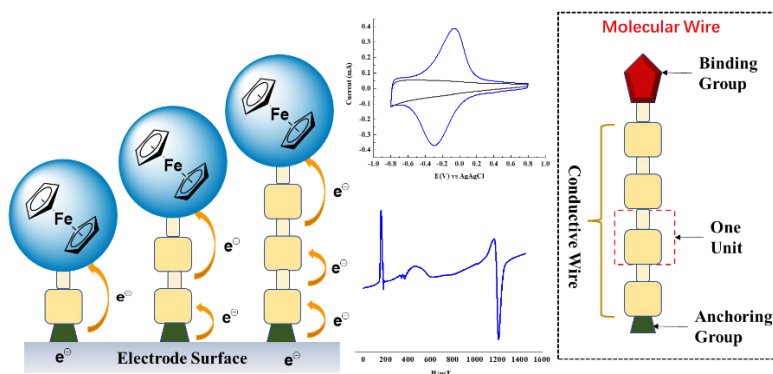 Fe
e⊖
e⊖
Fe
e⊖
e⊖
Fe
e⊖
e⊖
e⊖
Electrode Surface
e⊖
e⊖
Current (mA)
0.4
0.3
0.2
0.1
0.0
0.1
0.2
0.3
0.4
-1.0
-0.8
-0.6
-0.4
-0.2
-0.0
0.2
0.4
0.6
0.8
1.0
E(V) vs AgAgCl
0
200
400
600
800
1000
1200
1400
1600
B/mT
Molecular Wire
Binding
Group
Conductive Wire
One
Unit
Anchoring
Group